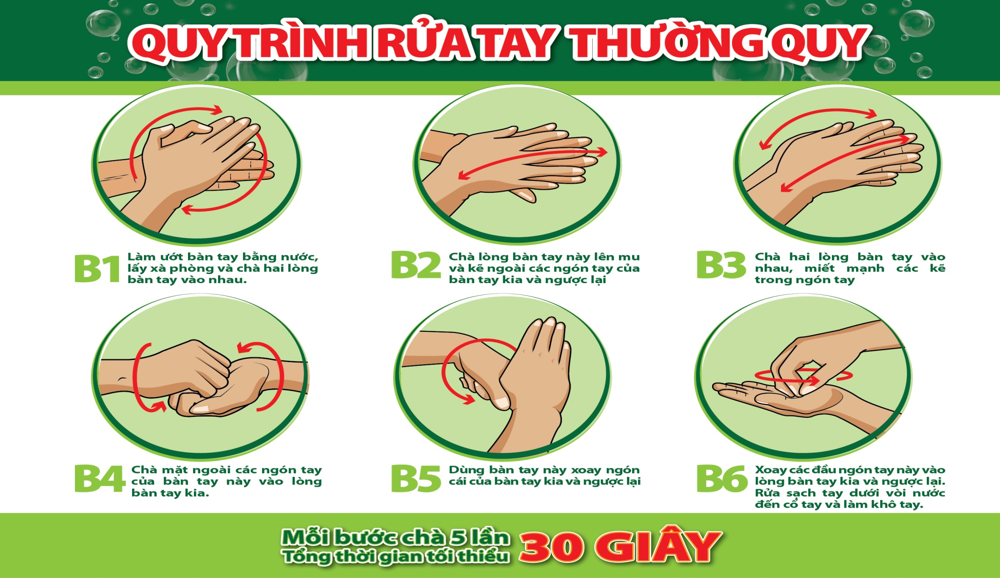 QUY TRÌNH RỬA TAY THƯỜNG QUY
B1
Làm ướt bàn tay bằng nước,
lấy xà phòng và chà hai lòng
bàn tay vào nhau.
B2
Chà lòng bàn tay này lên mu
và kẽ ngoài các ngón tay của
bàn tay kia và ngược lại
B3
Chà hai lòng bàn tay vào
nhau, miết mạnh các kẽ
trong ngón tay
B4
Chà mặt ngoài các ngón tay
của bàn tay này vào lòng
bàn tay kia.
B5
Dùng bàn tay này xoay ngón
cái của bàn tay kia và ngược lại
B6
Xoay các đầu ngón tay này vào
lòng bàn tay kia và ngược lại.
Rửa sạch tay dưới vòi nước
đến cổ tay và làm khô tay.
Mỗi bước chà 5 lần
Tổng thời gian tối thiểu
30 GIÂY